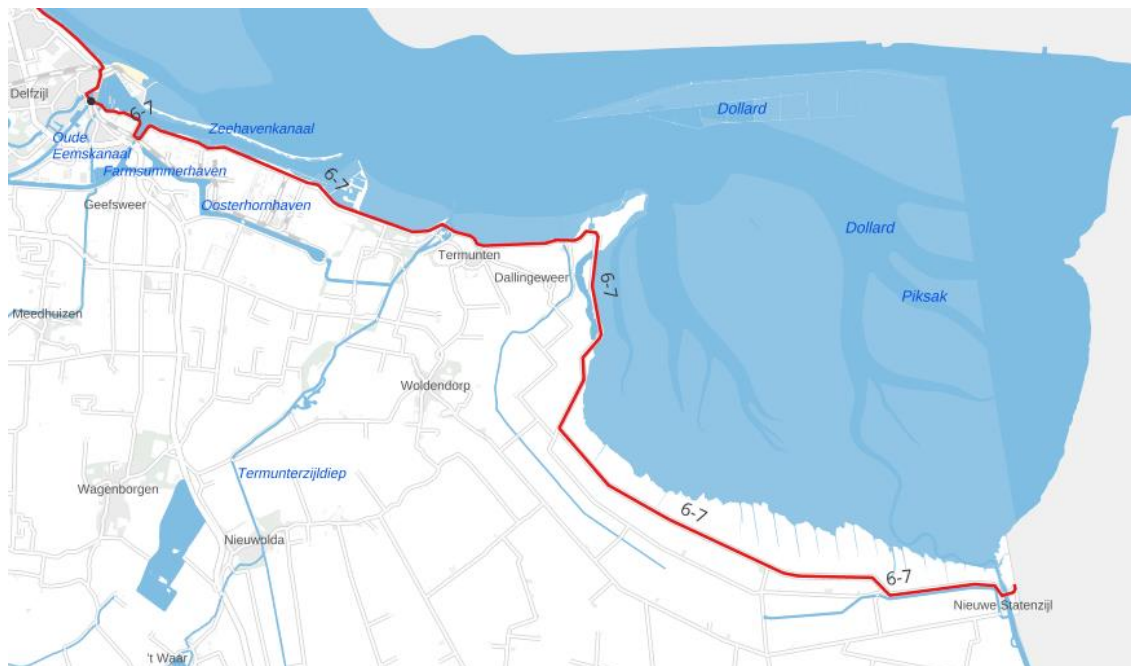 Delfzijl
6-7
Dollard
Oude
Eemskanaal
Zeehavenkanaal
Farmsummerhaven
6-7
Geefsweer
Oosterhornhaven
Dollard
Termunten
Dallingeweer
6-7
Piksak
Meedhuizen
Woldendorp
Termunterzijldiep
Wagenborgen
6-7
Nieuwolda
6-7
Nieuwe Statenzijl
't Waar